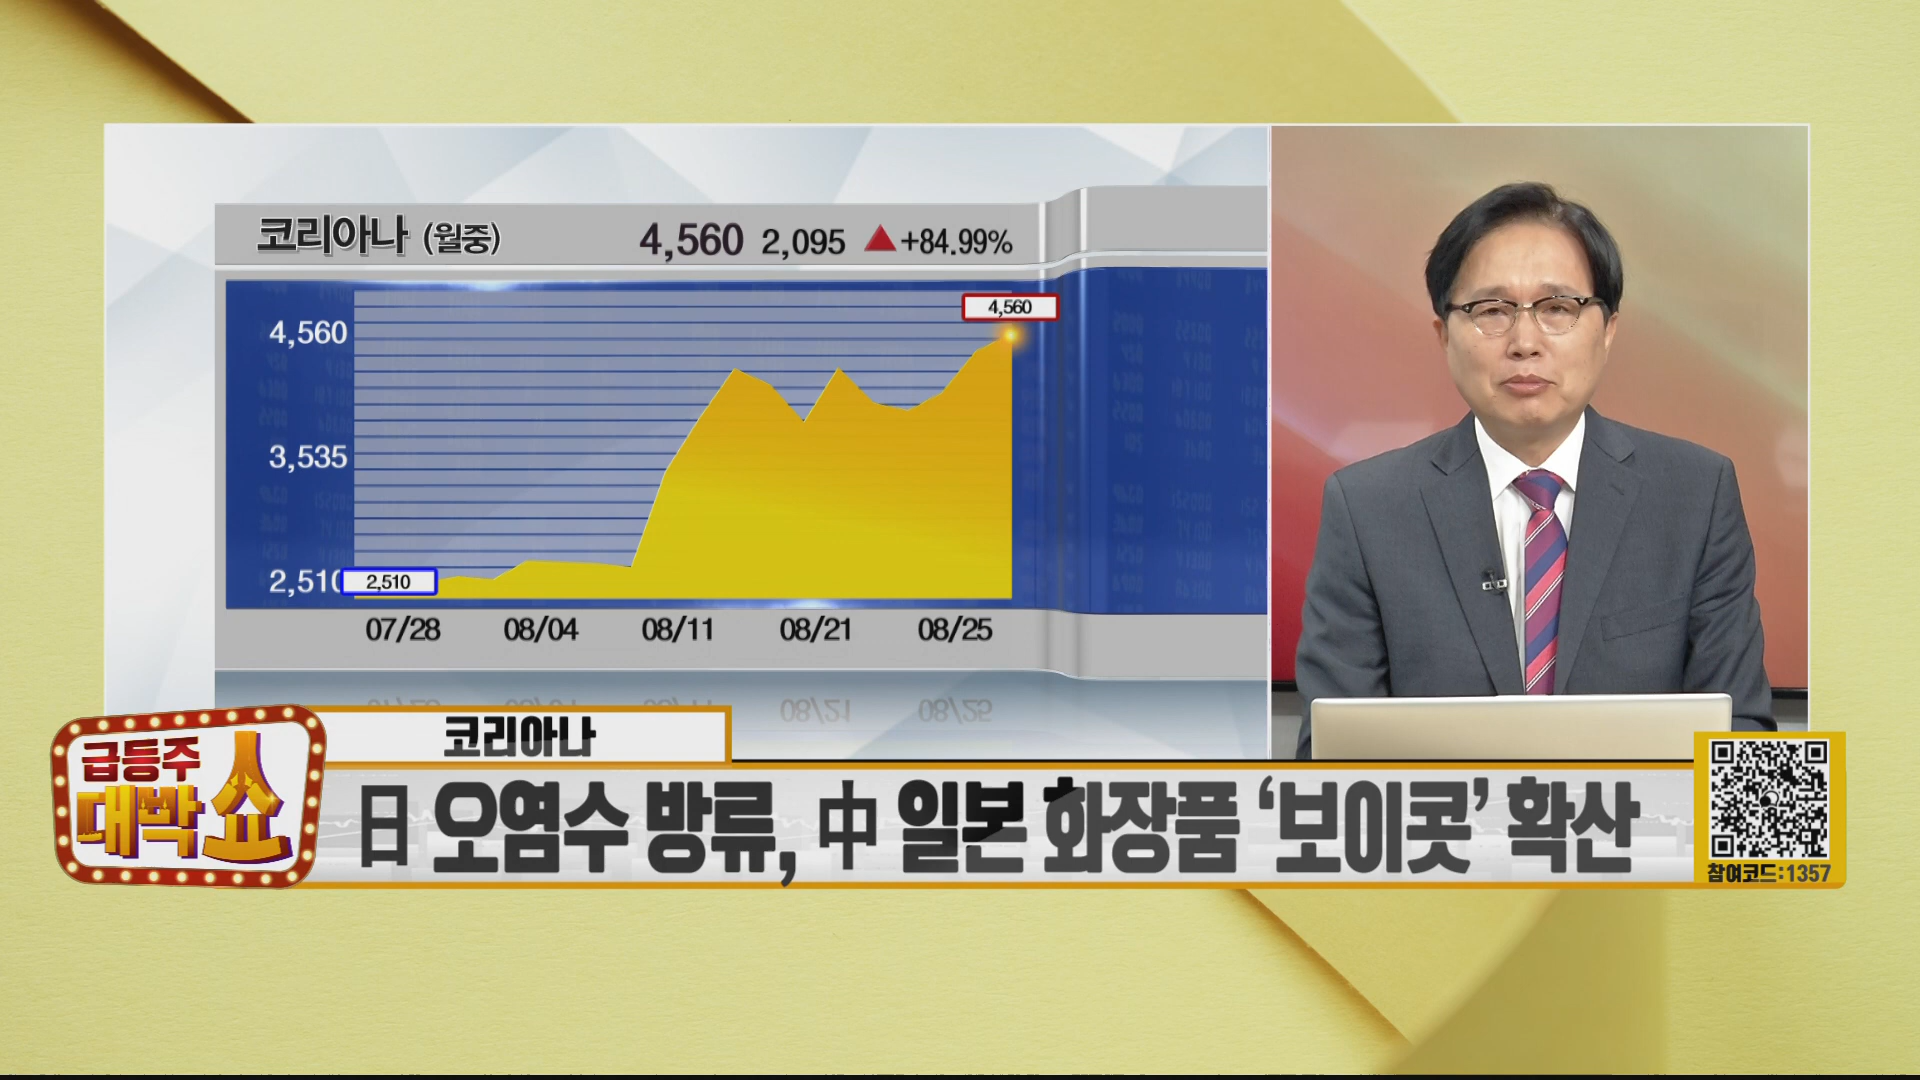 코리아나 (월중) 4,560 2,095 ▲+84.99%
4,560
4,560
3,535
2,510
2,510
07/28 08/04 08/11 08/21 08/25
코리아나
급등주
대박 쇼
日 오염수 방류, 中 일본 화장품 ‘보이콧’ 확산
참여코드:1357